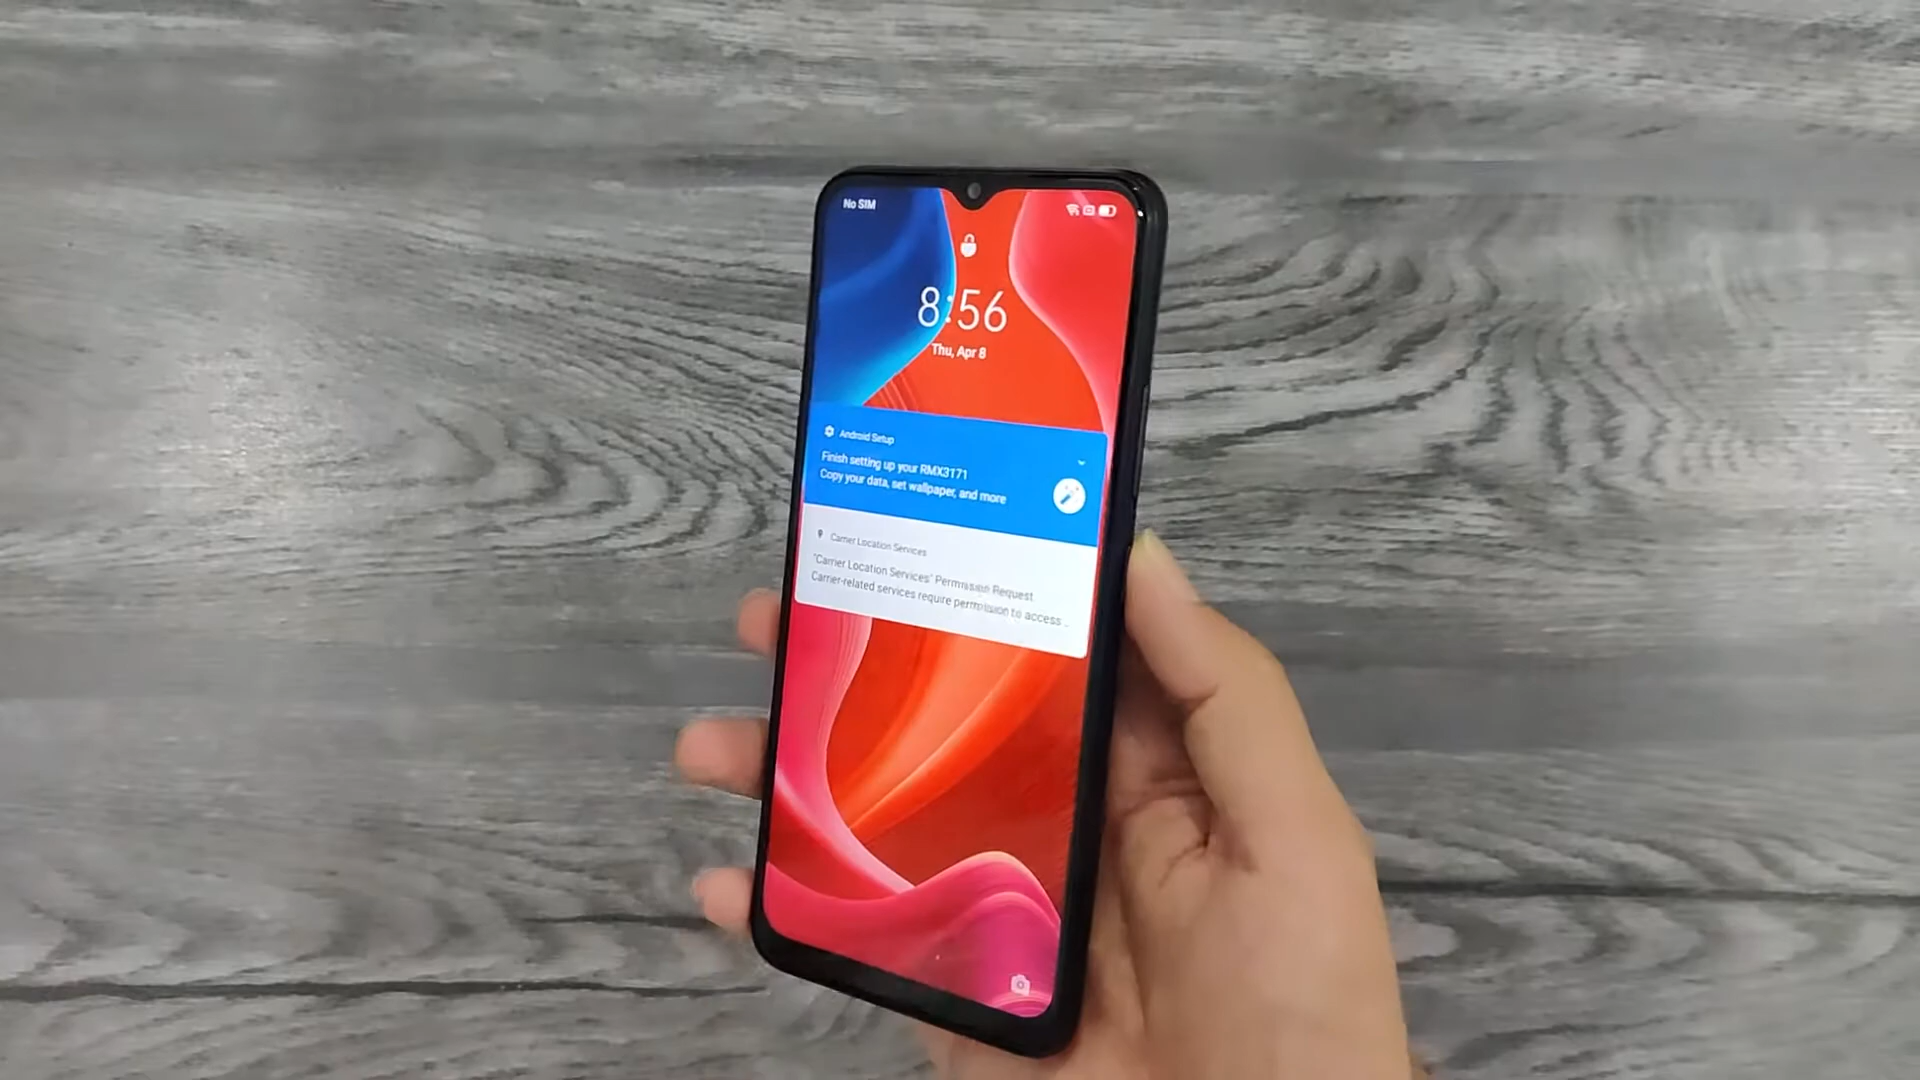 No SIM
8:56
Thu, Apr 8
Android Setup
Finish setting up your RMX3171
Copy your data, set wallpaper, and more
Carrier Location Services
"Carrier Location Services" Permission Request
Carrier-related services require permission to access ..